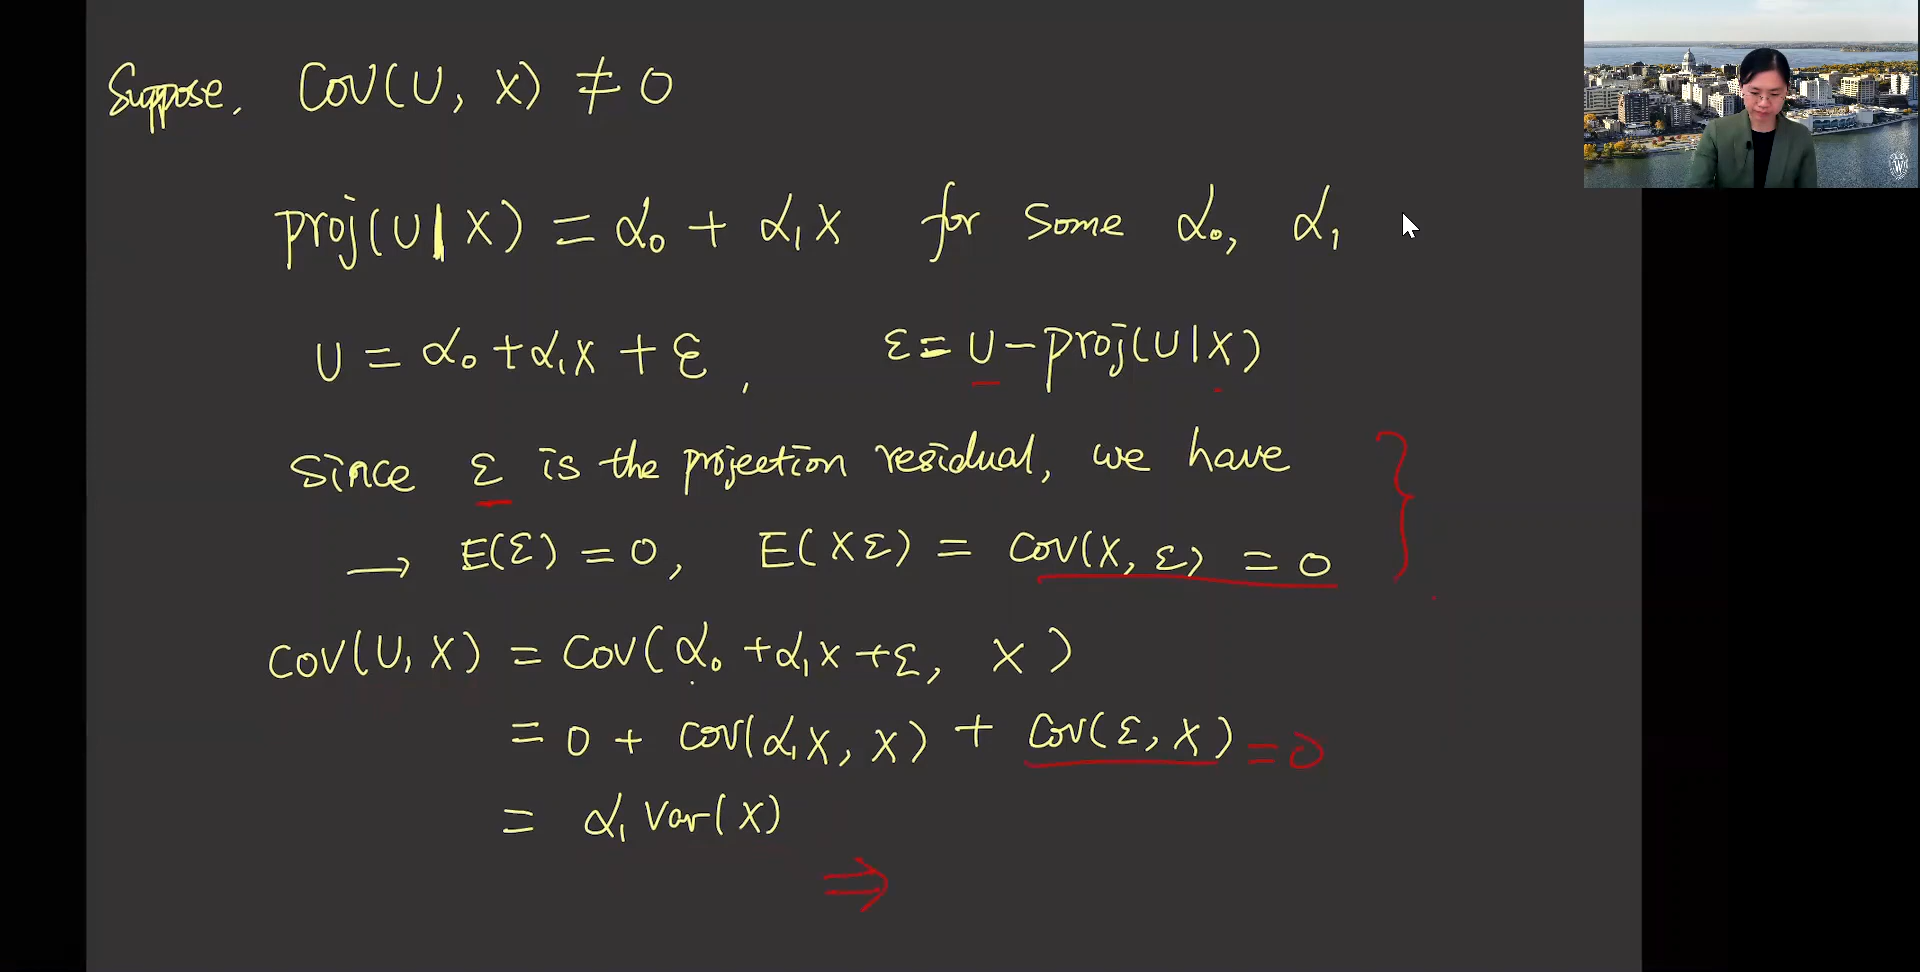 Suppose, Cov(U, X) ≠ 0
proj(U|X) = α₀ + α₁X for some α₀, α₁
U = α₀ + α₁X + ε, ε = U - proj(U|X)
Since ε is the projection residual, we have
→ E(ε) = 0, E(Xε) = Cov(X, ε) = 0
Cov(U, X) = Cov(α₀ + α₁X + ε, X)
= 0 + Cov(α₁X, X) + Cov(ε, X) = 0
= α₁ Var(X)
⇒
W